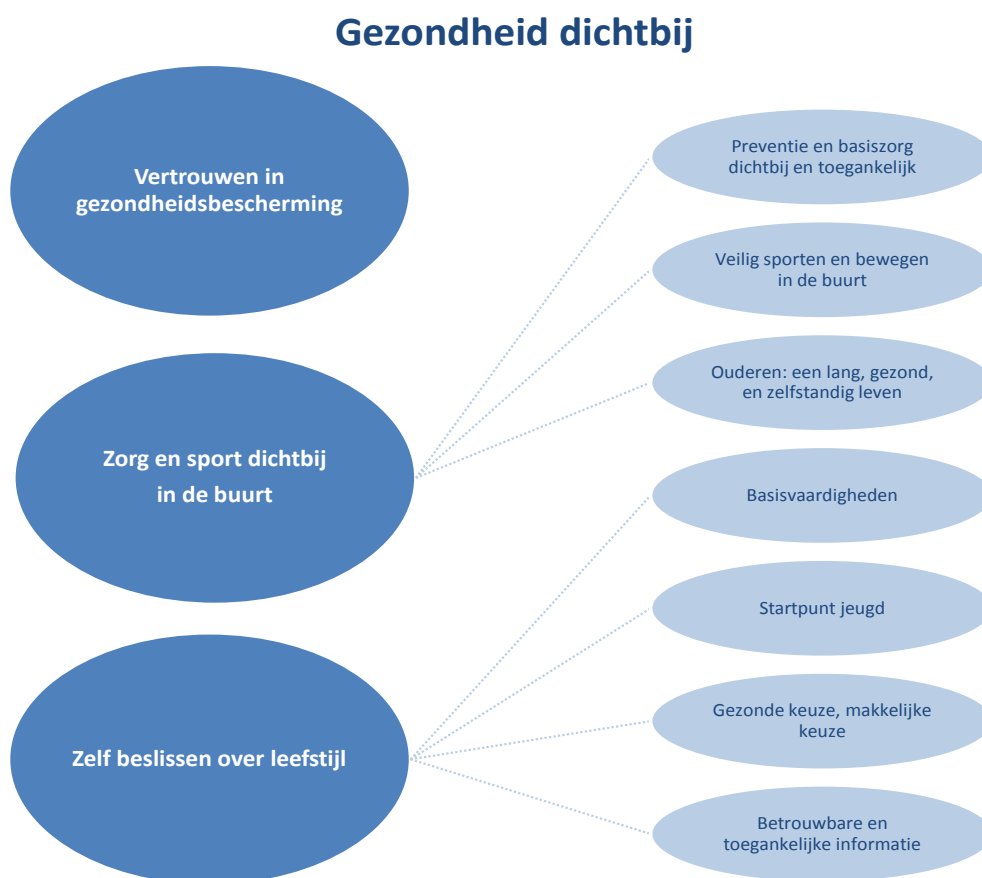 Gezondheid dichtbij
Vertrouwen in
gezondheidsbescherming
Zorg en sport dichtbij
in de buurt
Zelf beslissen over leefstijl
Preventie en basiszorg
dichtbij en toegankelijk
Veilig sporten en bewegen
in de buurt
Ouderen: een lang, gezond,
en zelfstandig leven
Basisvaardigheden
Startpunt jeugd
Gezonde keuze, makkelijke
keuze
Betrouwbare en
toegankelijke informatie